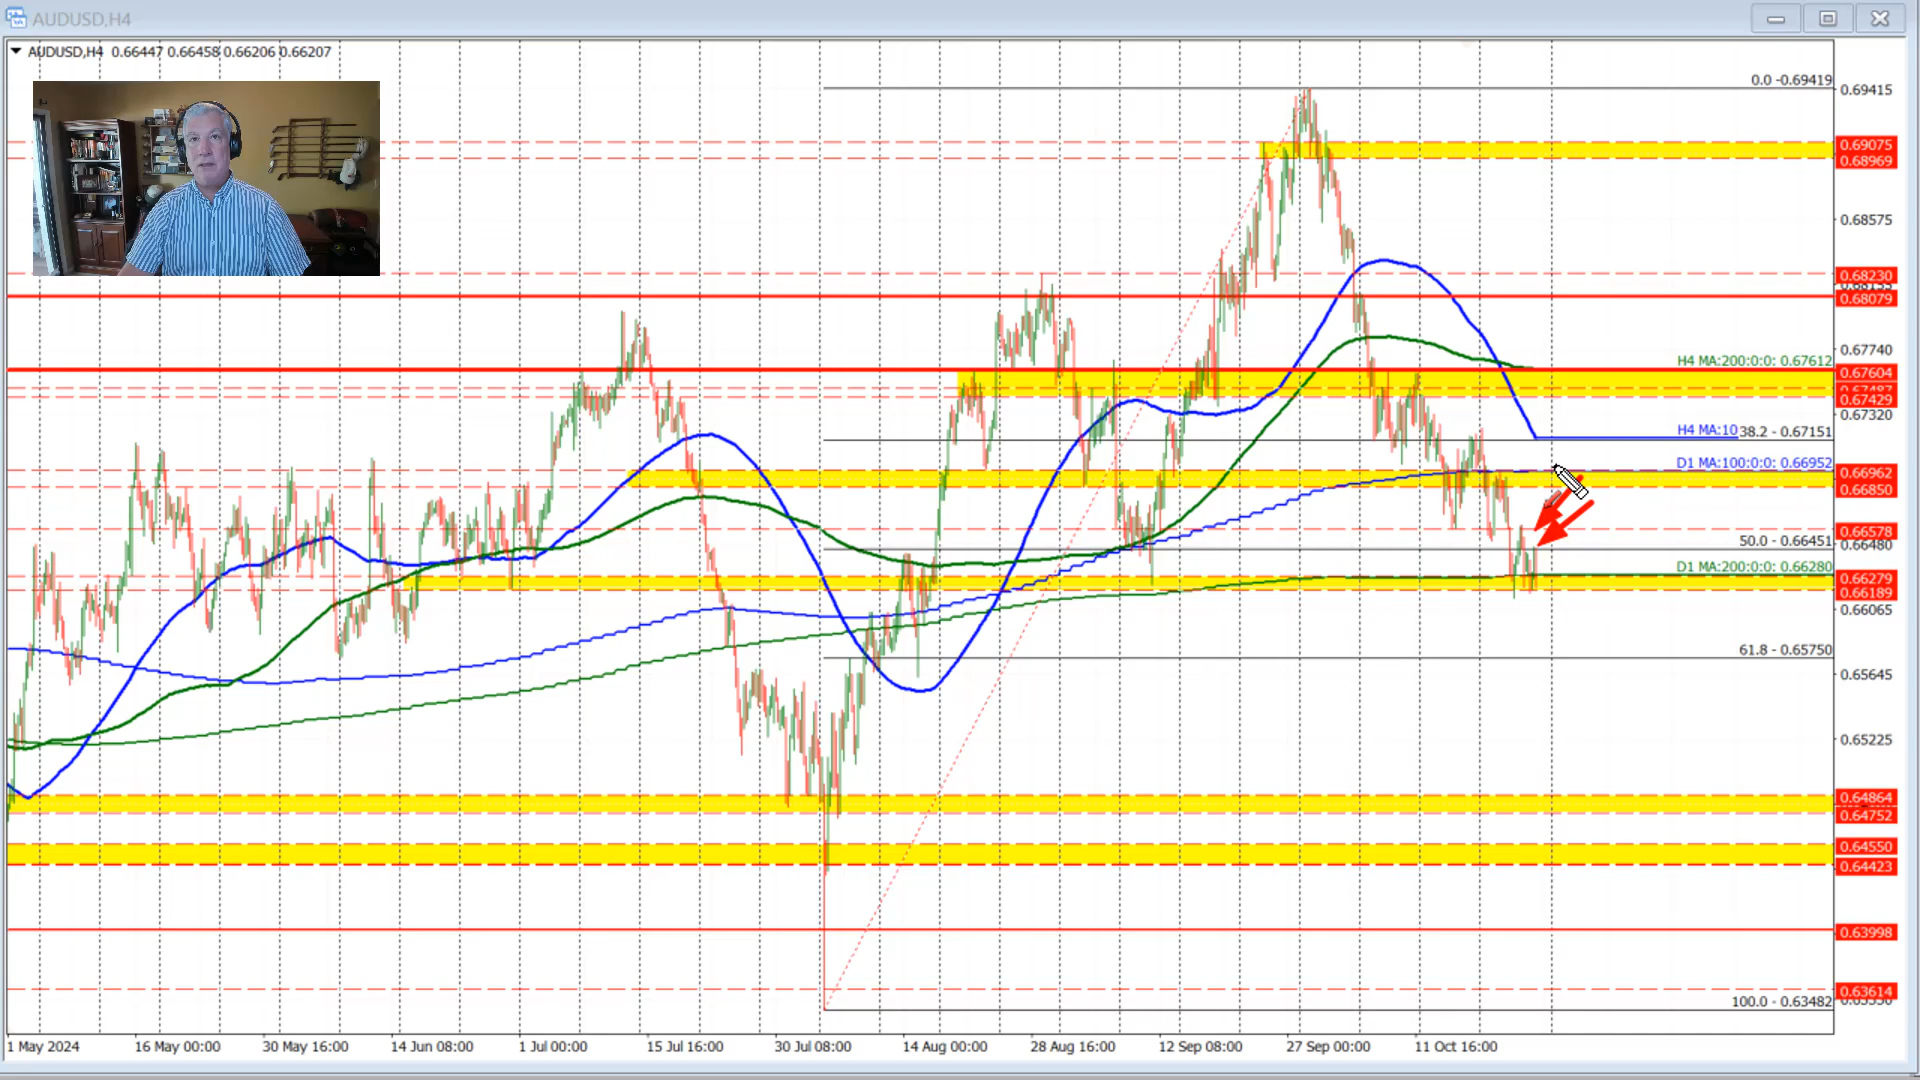 AUDUSD,H4
AUDUSD,H4 0.66447 0.66458 0.66206 0.66207
0.0 -0.69419
0.69415
0.69075
0.68969
0.68575
0.68230
0.68079
0.67740
H4 MA:200:0:0: 0.67612
0.67604
0.67429
0.67320
H4 MA:10
38.2 - 0.67151
D1 MA:100:0:0: 0.66952
0.66962
0.66850
0.66578
50.0 - 0.66451
0.66480
D1 MA:200:0:0: 0.66280
0.66279
0.66189
0.66065
61.8 - 0.65750
0.65645
0.65225
0.64864
0.64752
0.64550
0.64423
0.63998
0.63614
100.0 - 0.63482
1 May 2024
16 May 00:00
30 May 16:00
14 Jun 08:00
1 Jul 00:00
15 Jul 16:00
30 Jul 08:00
14 Aug 00:00
28 Aug 16:00
12 Sep 08:00
27 Sep 00:00
11 Oct 16:00